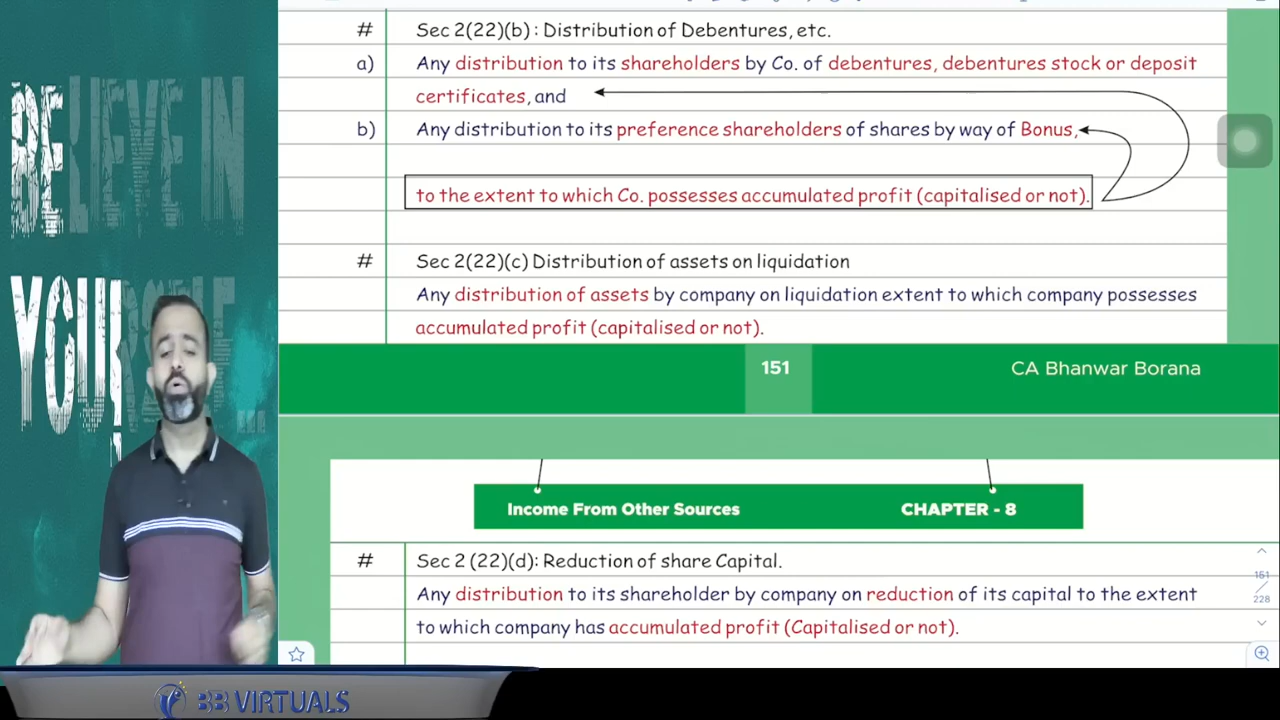 BELIEVE IN
YOURSELF
# Sec 2(22)(b) : Distribution of Debentures, etc.
a) Any distribution to its shareholders by Co. of debentures, debentures stock or deposit
certificates, and
b) Any distribution to its preference shareholders of shares by way of Bonus,
to the extent to which Co. possesses accumulated profit (capitalised or not).
# Sec 2(22)(c) Distribution of assets on liquidation
Any distribution of assets by company on liquidation extent to which company possesses
accumulated profit (capitalised or not).
151 CA Bhanwar Borana
Income From Other Sources CHAPTER - 8
# Sec 2 (22)(d): Reduction of share Capital.
Any distribution to its shareholder by company on reduction of its capital to the extent
to which company has accumulated profit (Capitalised or not).
151
228
BB VIRTUALS